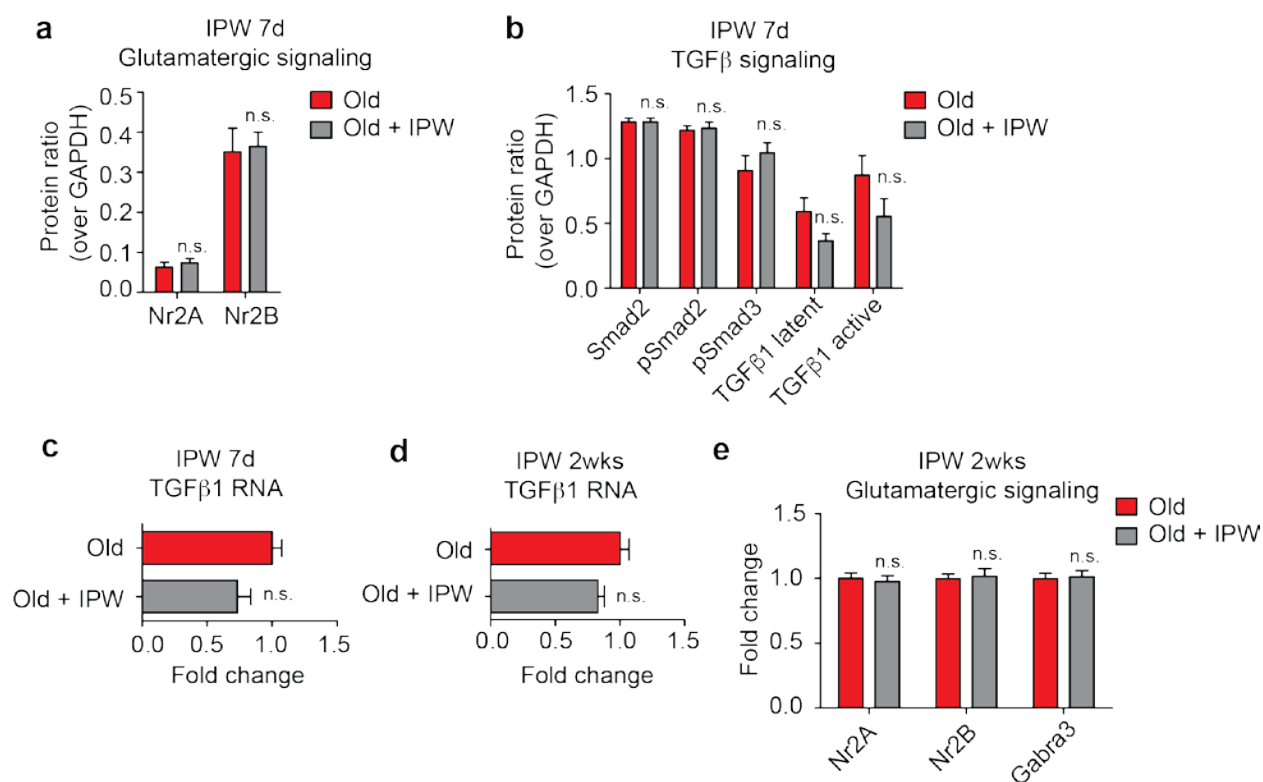 a
IPW 7d
Glutamatergic signaling
Protein ratio
(over GAPDH)
0.5
0.4
0.3
0.2
0.1
0.0
n.s.
n.s.
Nr2A
Nr2B
Old
Old + IPW
b
IPW 7d
TGFβ signaling
Protein ratio
(over GAPDH)
1.5
1.0
0.5
0.0
n.s.
n.s.
n.s.
n.s.
n.s.
Smad2
pSmad2
pSmad3
TGFβ1 latent
TGFβ1 active
Old
Old + IPW
c
IPW 7d
TGFβ1 RNA
Old
Old + IPW
n.s.
0.0 0.5 1.0 1.5
Fold change
d
IPW 2wks
TGFβ1 RNA
Old
Old + IPW
n.s.
0.0 0.5 1.0 1.5
Fold change
e
IPW 2wks
Glutamatergic signaling
Fold change
1.5
1.0
0.5
0.0
n.s.
n.s.
n.s.
Nr2A
Nr2B
Gabra3
Old
Old + IPW